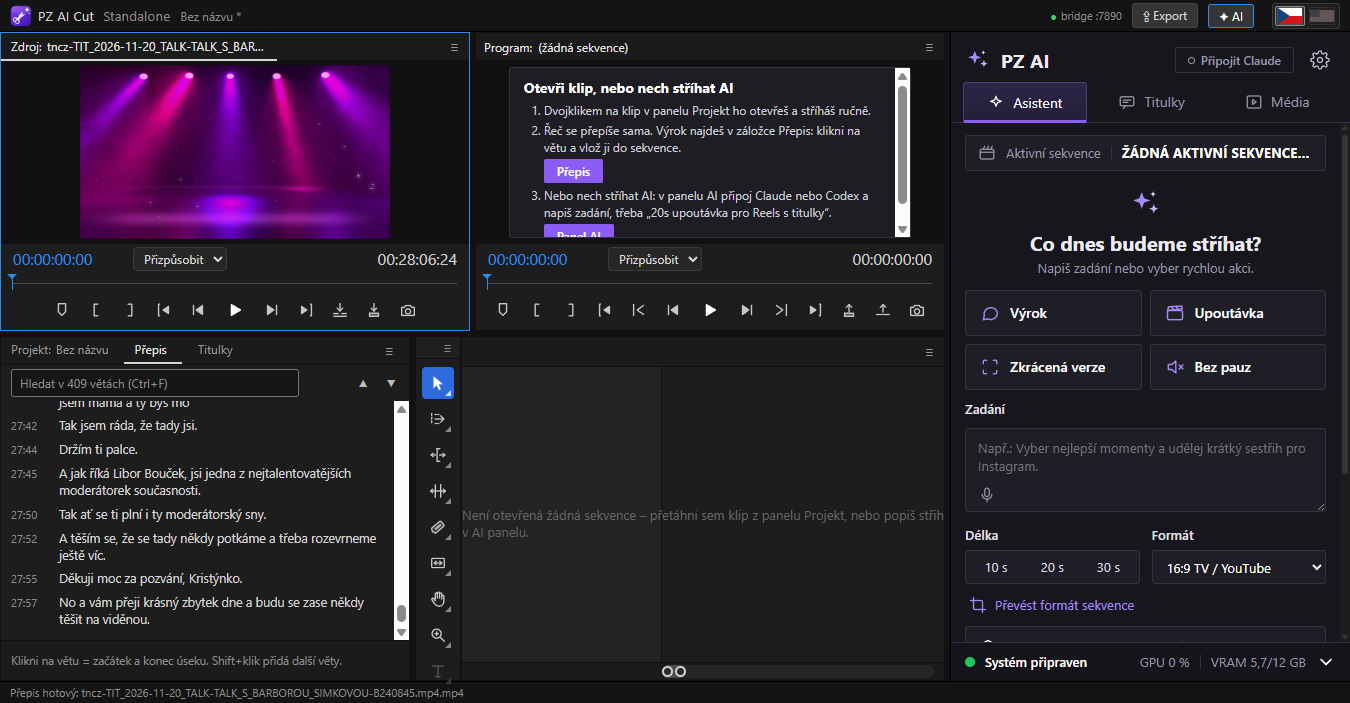 PZ AI Cut Standalone Bez názvu *
bridge :7890
Export
AI
Zdroj: tncz-TIT_2026-11-20_TALK-TALK_S_BAR...
00:00:00:00
Přizpůsobit
00:28:06:24
Program: (žádná sekvence)
Otevři klip, nebo nech stříhat AI
1. Dvojklikem na klip v panelu Projekt ho otevřeš a stříháš ručně.
2. Řeč se přepíše sama. Výrok najdeš v záložce Přepis: klikni na
větu a vlož ji do sekvence.
Přepis
3. Nebo nech stříhat AI: v panelu AI připoj Claude nebo Codex a
napiš zadání, třeba „20s upoutávka pro Reels s titulky".
Panel AI
00:00:00:00
Přizpůsobit
00:00:00:00
Projekt: Bez názvu
Přepis
Titulky
Hledat v 409 větách (Ctrl+F)
jsem máma a ty bys mo
27:42 Tak jsem ráda, že tady jsi.
27:44 Držím ti palce.
27:45 A jak říká Libor Bouček, jsi jedna z nejtalentovatějších
moderátorek současnosti.
27:50 Tak ať se ti plní i ty moderátorský sny.
27:52 A těším se, že se tady někdy potkáme a třeba rozevrneme
ještě víc.
27:55 Děkuji moc za pozvání, Kristýnko.
27:57 No a vám přeji krásný zbytek dne a budu se zase někdy
těšit na viděnou.
Klikni na větu = začátek a konec úseku. Shift+klik přidá další věty.
Není otevřená žádná sekvence – přetáhni sem klip z panelu Projekt, nebo popiš střih
v AI panelu.
PZ AI
Připojit Claude
Asistent
Titulky
Média
Aktivní sekvence
ŽÁDNÁ AKTIVNÍ SEKVENCE...
Co dnes budeme stříhat?
Napiš zadání nebo vyber rychlou akci.
Výrok
Upoutávka
Zkrácená verze
Bez pauz
Zadání
Např.: Vyber nejlepší momenty a udělej krátký sestřih pro
Instagram.
Délka
Formát
10 s 20 s 30 s
16:9 TV / YouTube
Převést formát sekvence
Systém připraven
GPU 0 %
VRAM 5,7/12 GB
Přepis hotový: tncz-TIT_2026-11-20_TALK-TALK_S_BARBOROU_SIMKOVOU-B240845.mp4.mp4